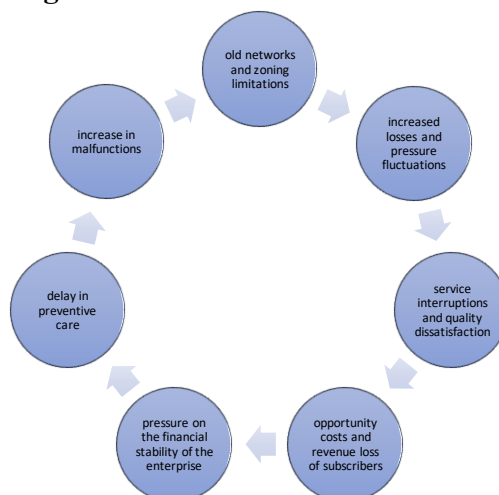 old networks
and zoning
limitations
increased
losses and
pressure
fluctuations
service
interruptions
and quality
dissatisfaction
opportunity
costs and
revenue loss
of subscribers
pressure on
the financial
stability of the
enterprise
delay in
preventive
care
increase in
malfunctions